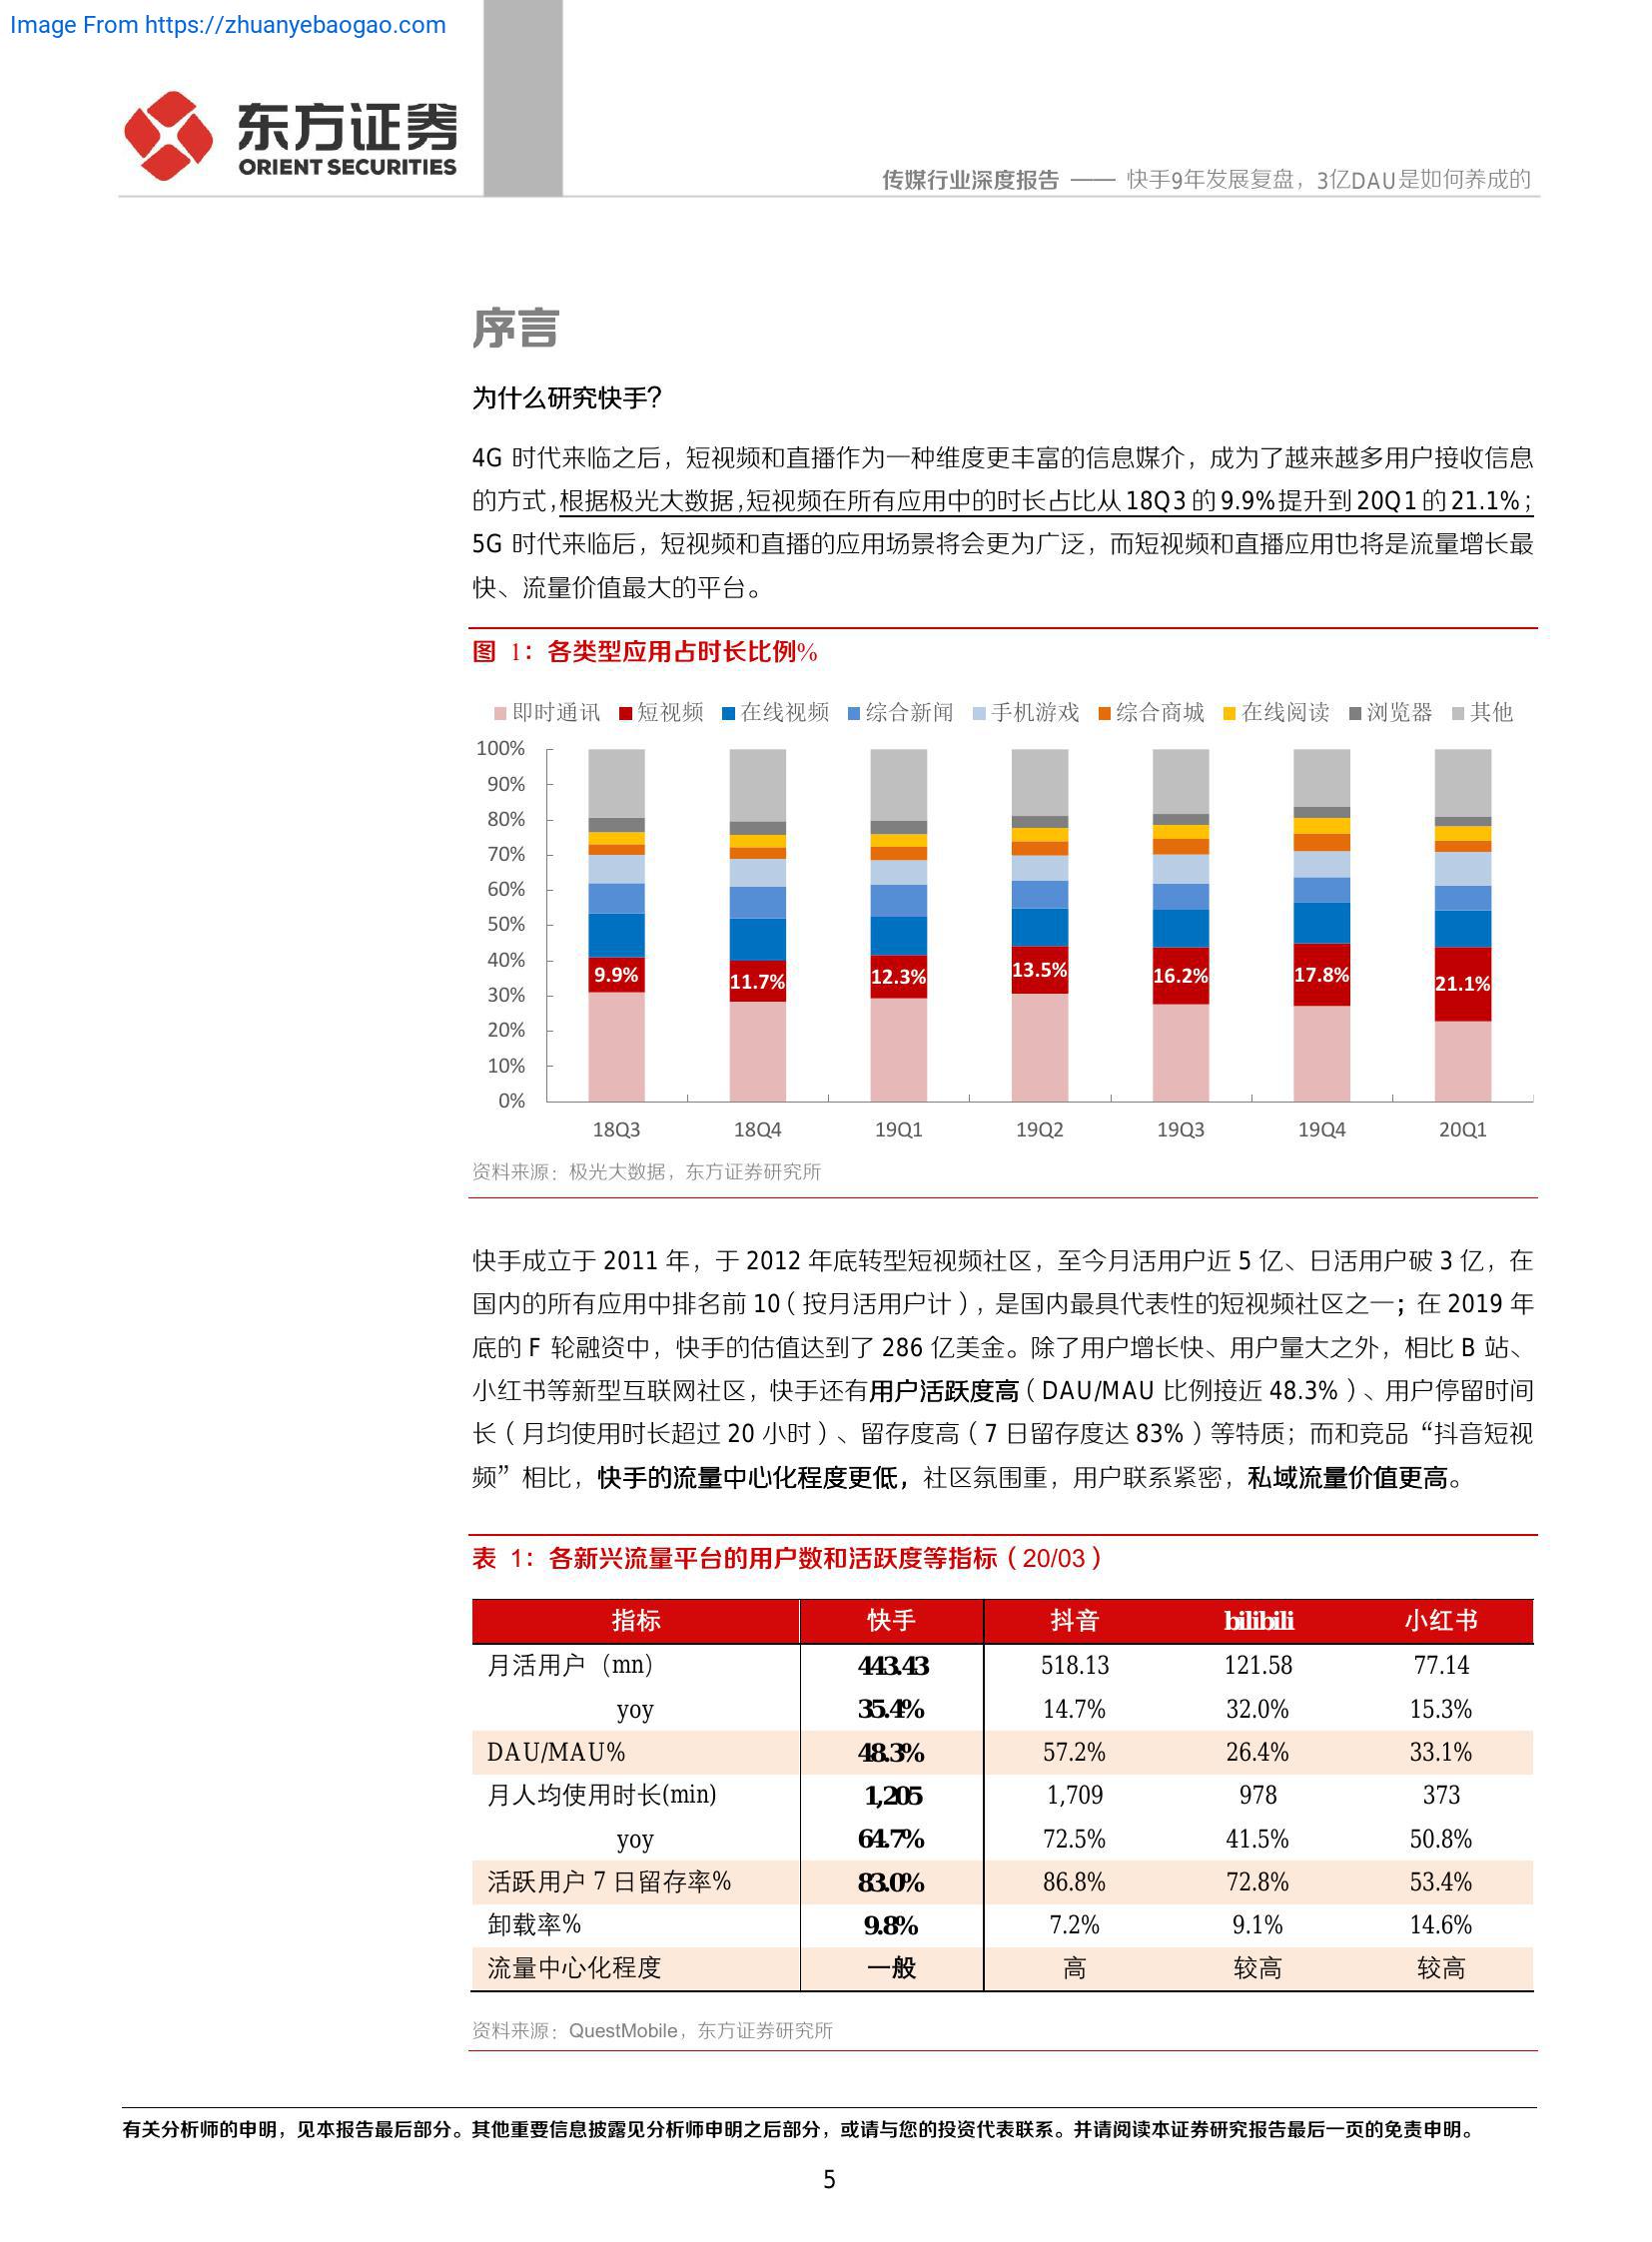 Image From https://zhuanyebaogao.com
东方证券
ORIENT SECURITIES
传媒行业深度报告 —— 快手9年发展复盘，3亿DAU是如何养成的
序言
为什么研究快手？
4G 时代来临之后，短视频和直播作为一种维度更丰富的信息媒介，成为了越来越多用户接收信息
的方式，根据极光大数据，短视频在所有应用中的时长占比从 18Q3 的 9.9%提升到 20Q1 的 21.1%；
5G 时代来临后，短视频和直播的应用场景将会更为广泛，而短视频和直播应用也将是流量增长最
快、流量价值最大的平台。
图 1：各类型应用占时长比例%
即时通讯 短视频 在线视频 综合新闻 手机游戏 综合商城 在线阅读 浏览器 其他
100%
90%
80%
70%
60%
50%
40%
30%
20%
10%
0%
9.9% 11.7% 12.3% 13.5% 16.2% 17.8% 21.1%
18Q3 18Q4 19Q1 19Q2 19Q3 19Q4 20Q1
资料来源：极光大数据，东方证券研究所
快手成立于 2011 年，于 2012 年底转型短视频社区，至今月活用户近 5 亿、日活用户破 3 亿，在
国内的所有应用中排名前 10（按月活用户计），是国内最具代表性的短视频社区之一；在 2019 年
底的 F 轮融资中，快手的估值达到了 286 亿美金。除了用户增长快、用户量大之外，相比 B 站、
小红书等新型互联网社区，快手还有用户活跃度高（DAU/MAU 比例接近 48.3%）、用户停留时间
长（月均使用时长超过 20 小时）、留存度高（7 日留存度达 83%）等特质；而和竞品“抖音短视
频”相比，快手的流量中心化程度更低，社区氛围重，用户联系紧密，私域流量价值更高。
表 1：各新兴流量平台的用户数和活跃度等指标（20/03）
指标 快手 抖音 bilibili 小红书
月活用户（mn） 443.43 518.13 121.58 77.14
yoy 35.4% 14.7% 32.0% 15.3%
DAU/MAU% 48.3% 57.2% 26.4% 33.1%
月人均使用时长(min) 1,205 1,709 978 373
yoy 64.7% 72.5% 41.5% 50.8%
活跃用户 7 日留存率% 83.0% 86.8% 72.8% 53.4%
卸载率% 9.8% 7.2% 9.1% 14.6%
流量中心化程度 一般 高 较高 较高
资料来源：QuestMobile，东方证券研究所
有关分析师的申明，见本报告最后部分。其他重要信息披露见分析师申明之后部分，或请与您的投资代表联系。并请阅读本证券研究报告最后一页的免责申明。
5